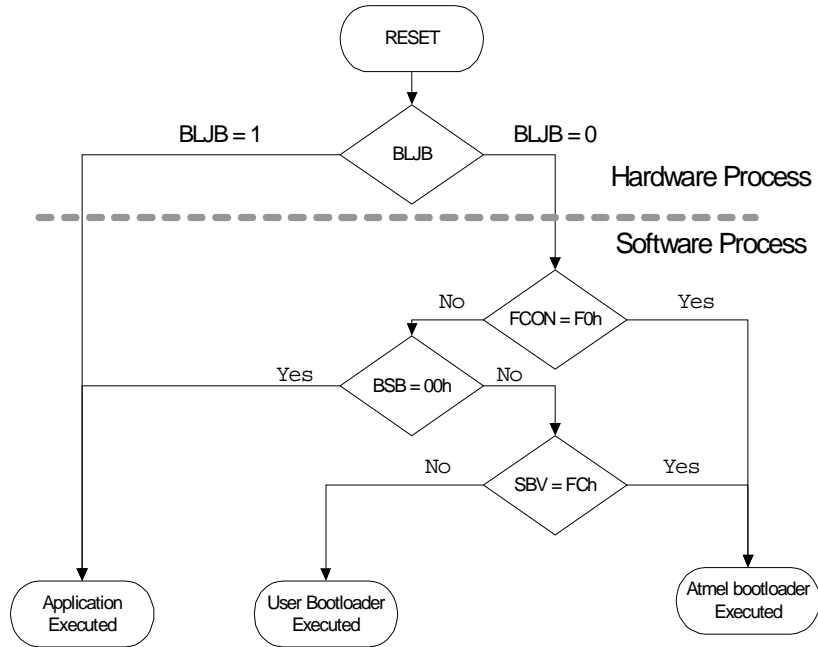 RESET
BLJB = 1
BLJB = 0
BLJB
Hardware Process
Software Process
No
Yes
FCON = F0h
Yes
No
BSB = 00h
No
Yes
SBV = FCh
Application
Executed
User Bootloader
Executed
Atmel bootloader
Executed